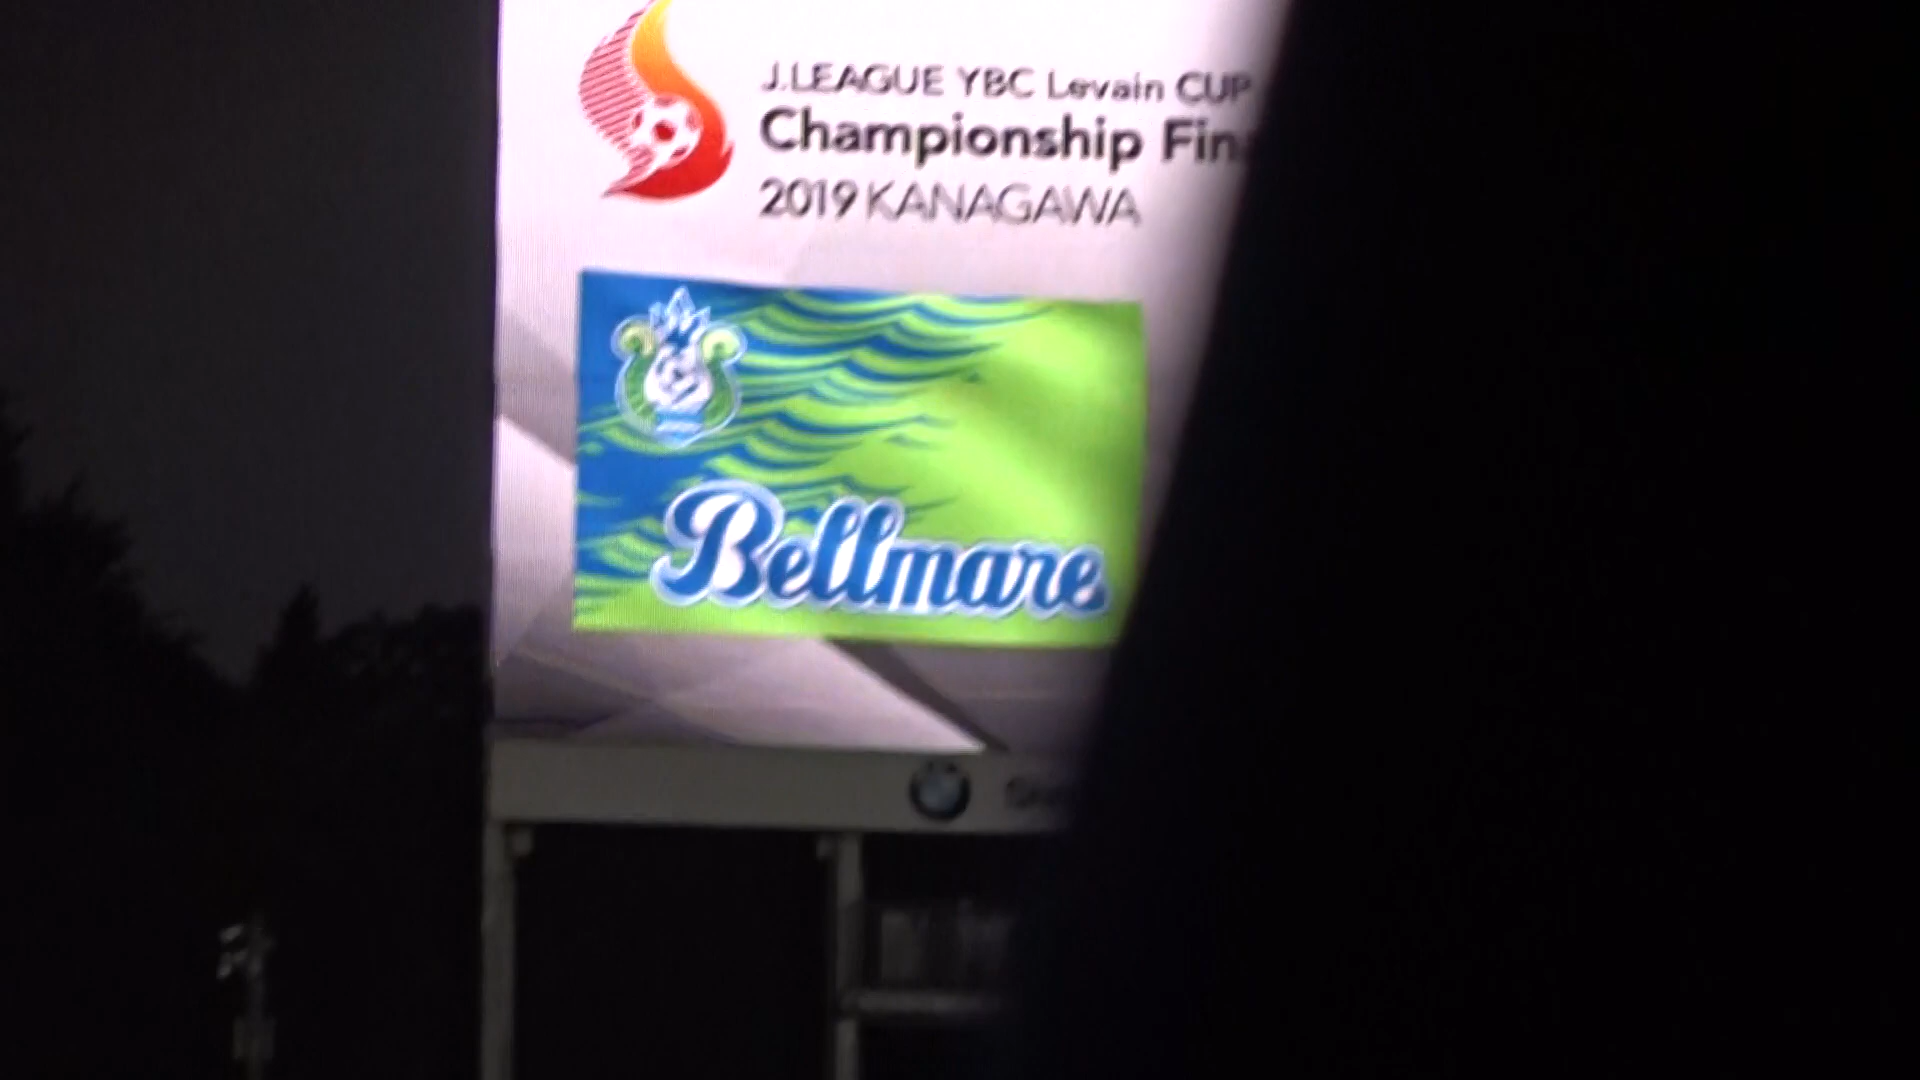 J.LEAGUE YBC Levain CUP
Championship Fin
2019 KANAGAWA
Bellmare